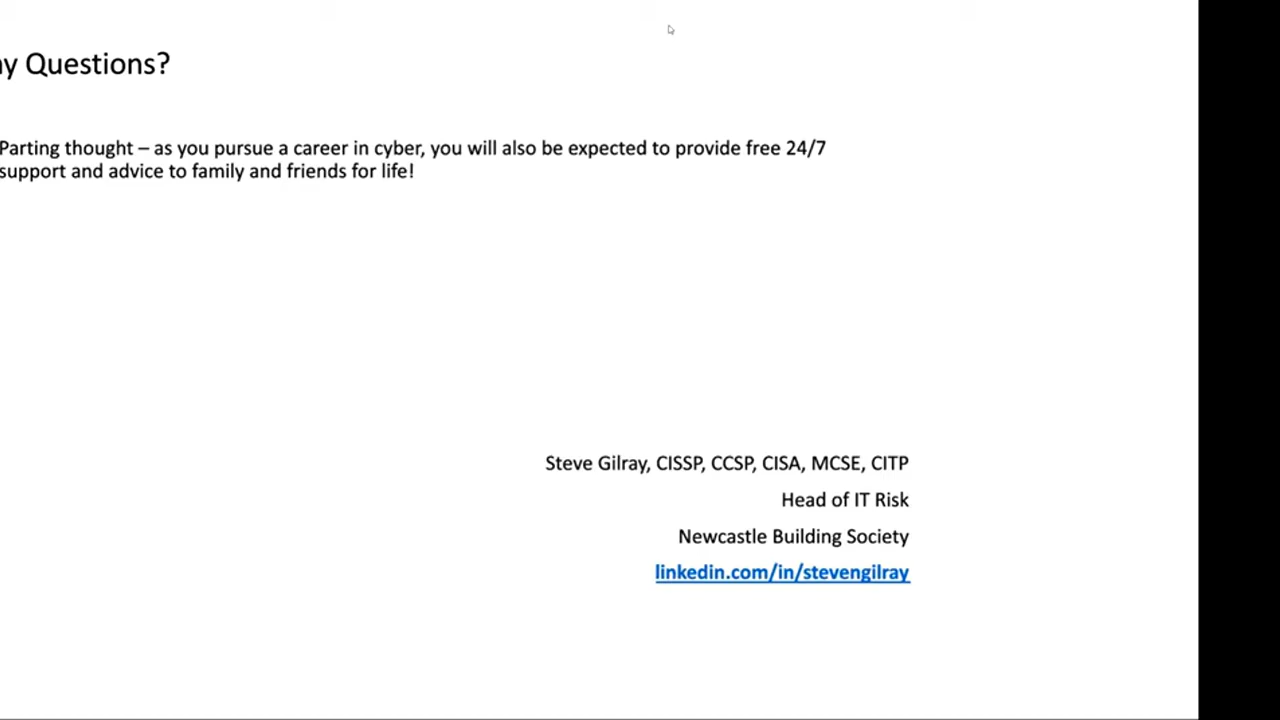 Questions?
Parting thought – as you pursue a career in cyber, you will also be expected to provide free 24/7
support and advice to family and friends for life!
Steve Gilray, CISSP, CCSP, CISA, MCSE, CITP
Head of IT Risk
Newcastle Building Society
linkedin.com/in/stevengilray